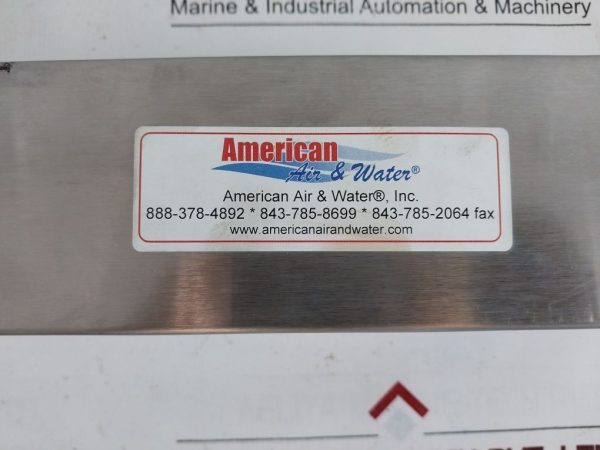 Marine & Industrial Automation & Machinery
American
Air & Water®
American Air & Water®, Inc.
888-378-4892 * 843-785-8699 * 843-785-2064 fax
www.americanairandwater.com